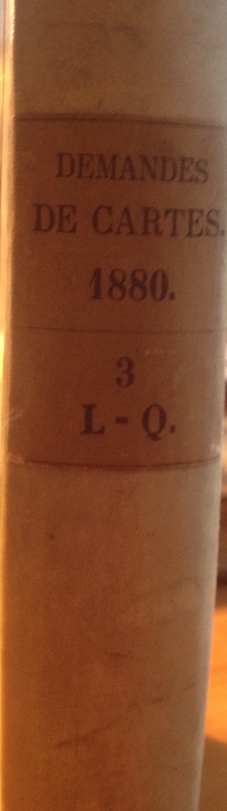 DEMANDES
DE CARTES.
1880.
3
L - Q.